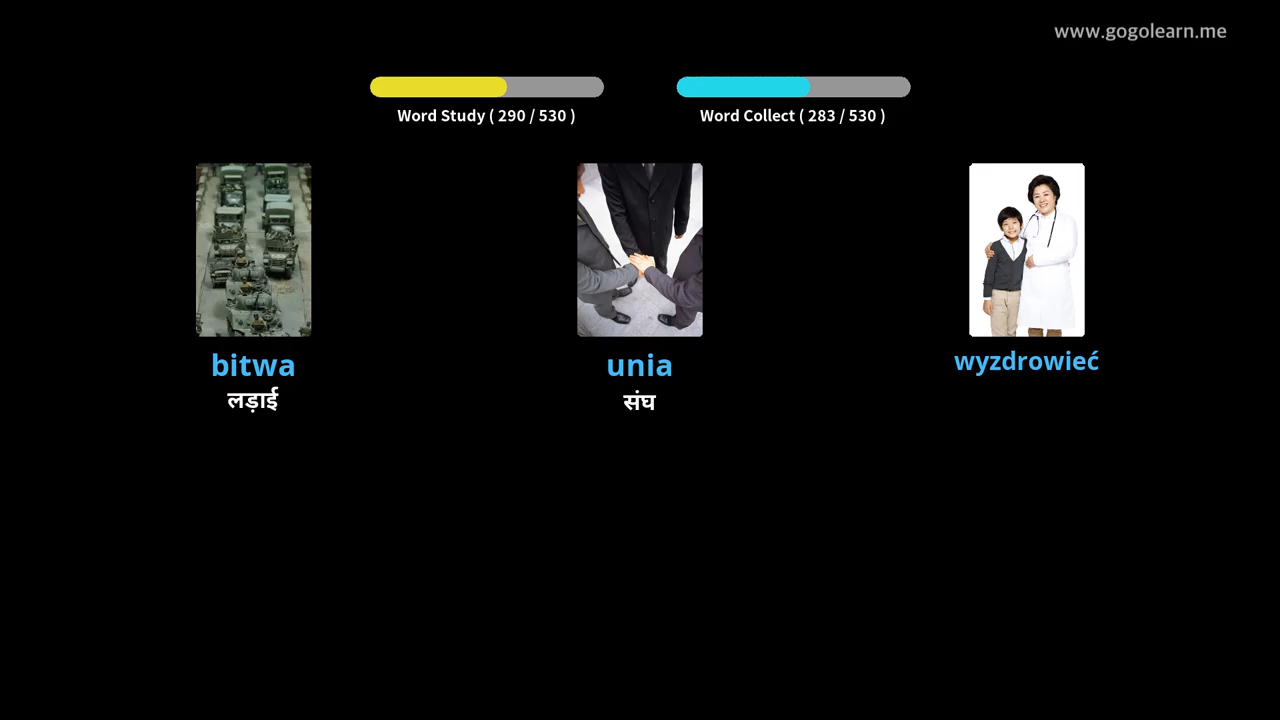 www.gogolearn.me
Word Study ( 290 / 530 )
Word Collect ( 283 / 530 )
bitwa
लड़ाई
unia
संघ
wyzdrowieć